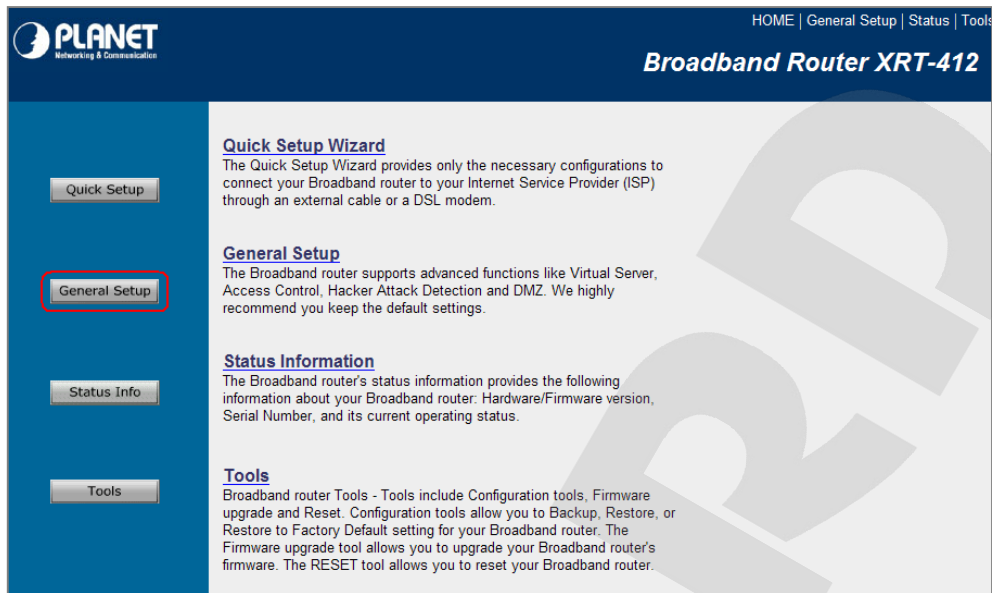 PLANET
Networking & Communication
HOME | General Setup | Status | Tools
Broadband Router XRT-412
Quick Setup
Quick Setup Wizard
The Quick Setup Wizard provides only the necessary configurations to
connect your Broadband router to your Internet Service Provider (ISP)
through an external cable or a DSL modem.
General Setup
General Setup
The Broadband router supports advanced functions like Virtual Server,
Access Control, Hacker Attack Detection and DMZ. We highly
recommend you keep the default settings.
Status Info
Status Information
The Broadband router's status information provides the following
information about your Broadband router: Hardware/Firmware version,
Serial Number, and its current operating status.
Tools
Tools
Broadband router Tools - Tools include Configuration tools, Firmware
upgrade and Reset. Configuration tools allow you to Backup, Restore, or
Restore to Factory Default setting for your Broadband router. The
Firmware upgrade tool allows you to upgrade your Broadband router's
firmware. The RESET tool allows you to reset your Broadband router.